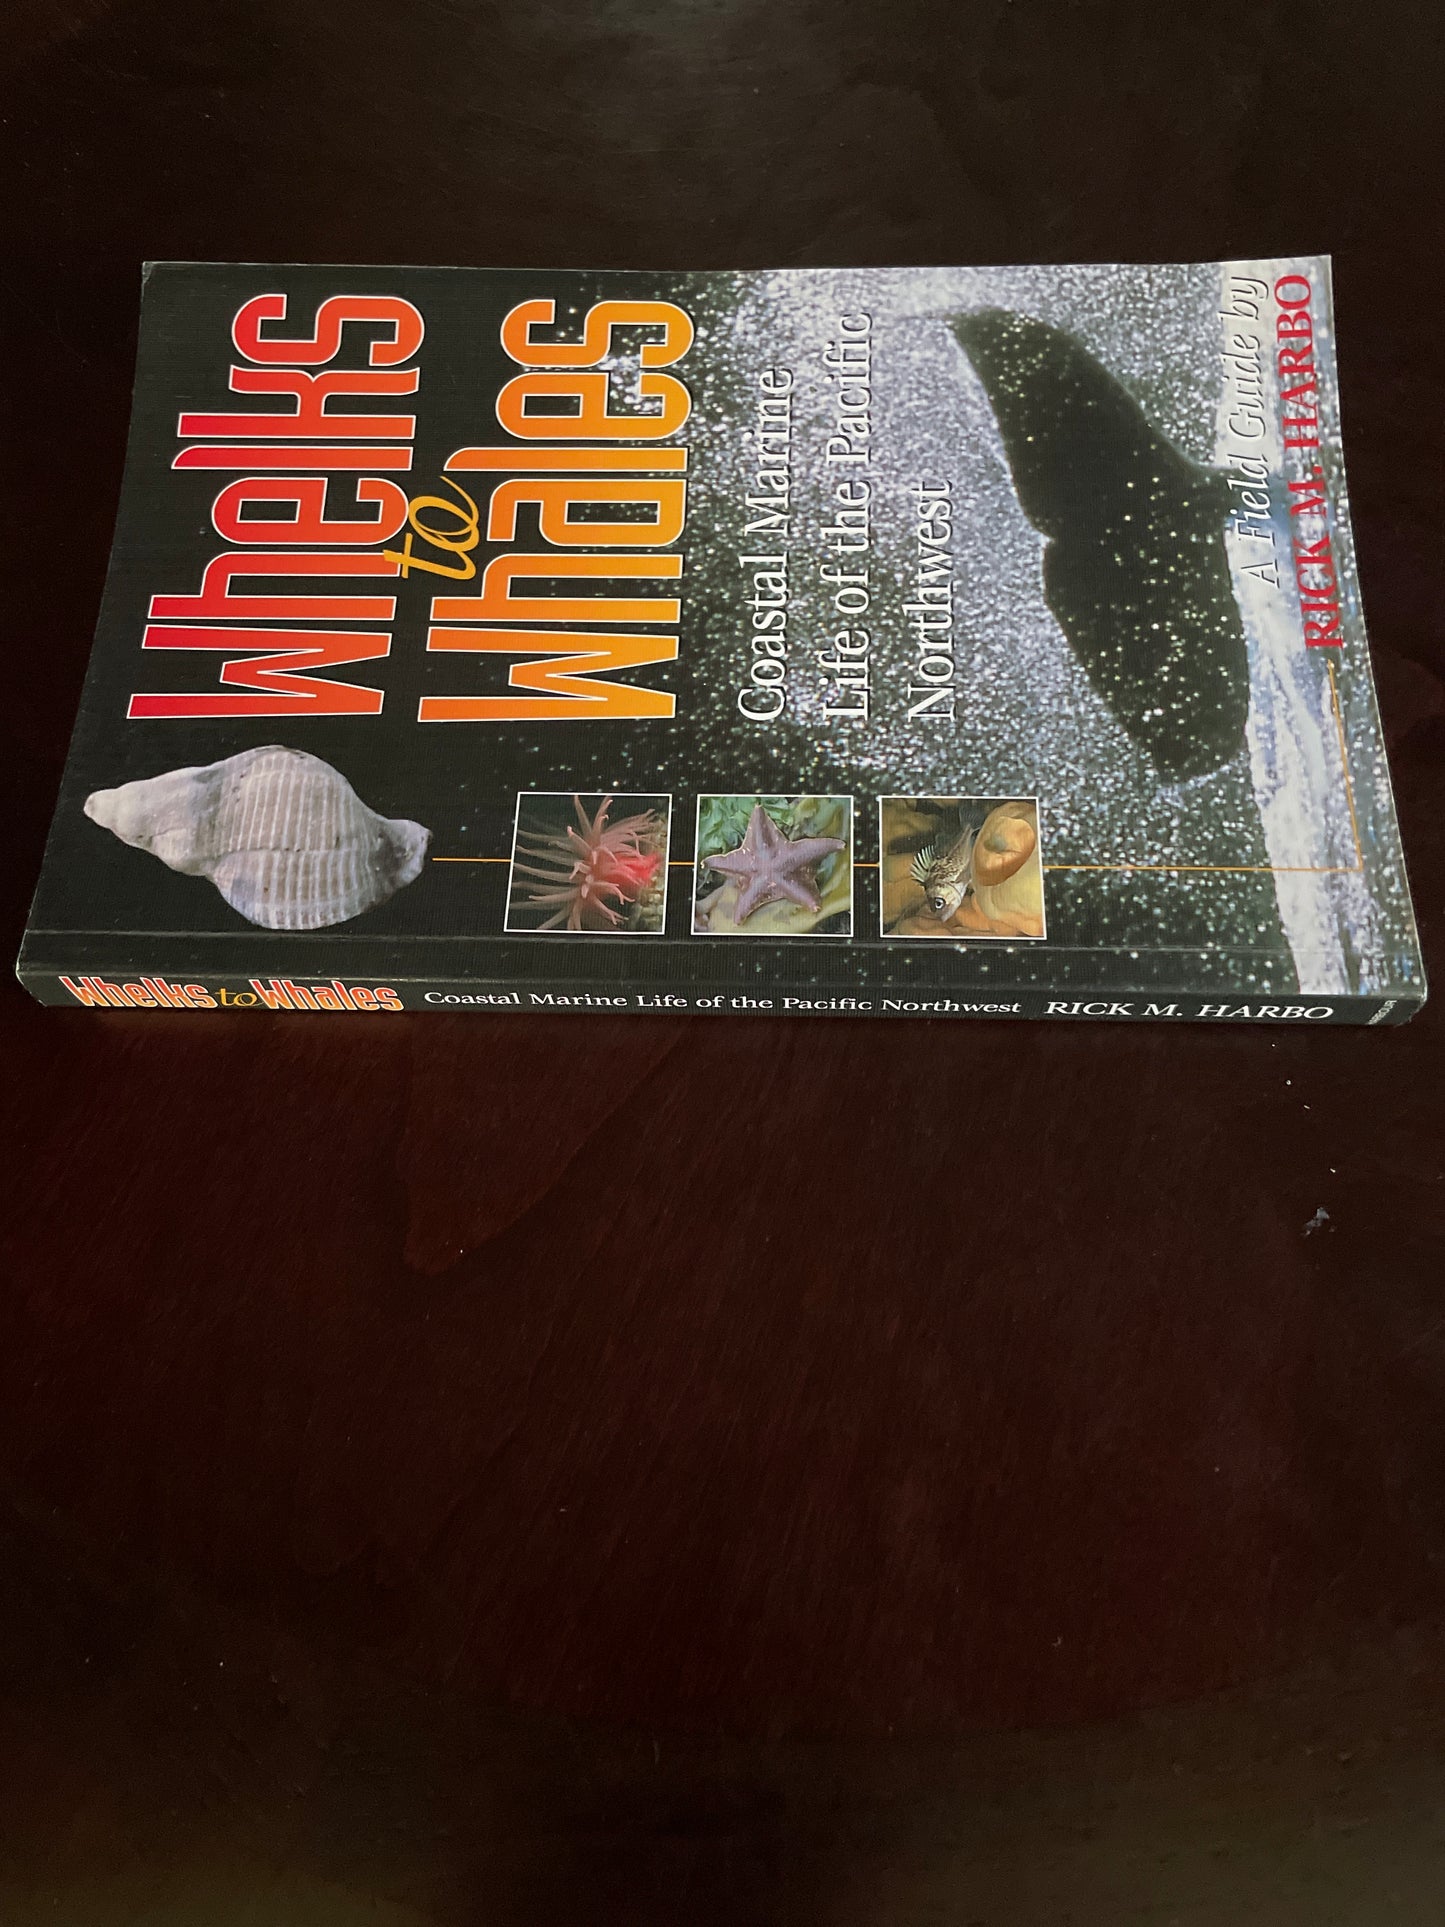 Whelks
to
Whales
Coastal Marine
Life of the Pacific
Northwest
A Field Guide by
RICK M. HARBO
Whelks to Whales Coastal Marine Life of the Pacific Northwest RICK M. HARBO